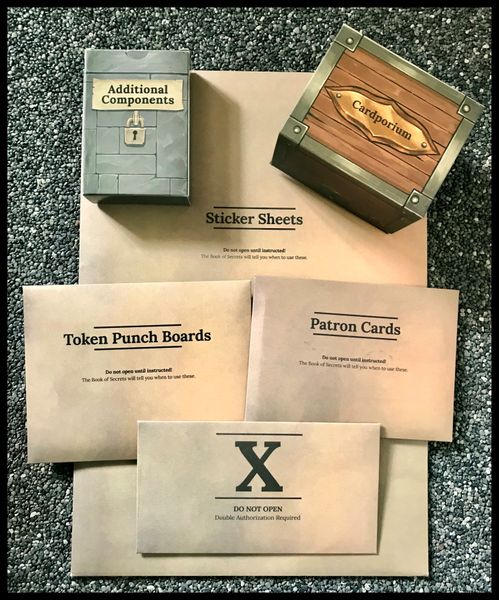 Additional
Components
Cardporium
Sticker Sheets
Do not open until instructed!
The Book of Secrets will tell you when to use these.
Token Punch Boards
Do not open until instructed!
The Book of Secrets will tell you when to use these.
Patron Cards
Do not open until instructed!
The Book of Secrets will tell you when to use these.
X
DO NOT OPEN
Double Authorization Required